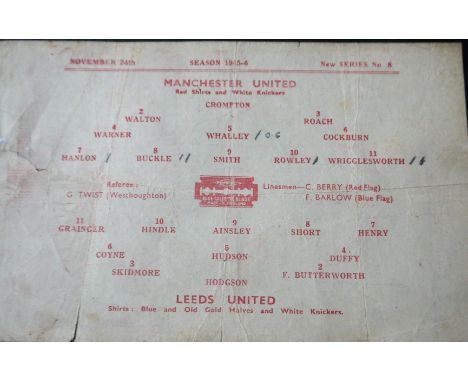 NOVEMBER 24th SEASON 1945-6 New SERIES No 8
MANCHESTER UNITED
Red Shirts and White Knickers
CROMPTON
2 3
WALTON ROACH
4 5 6
WARNER WHALLEY COCKBURN
7 8 9 10 11
HANLON BUCKLE 11 SMITH ROWLEY WRIGGLESWORTH
Referee: Linesmen—C. BERRY (Red Flag)
G. TWIST (Weschoughton) F. BARLOW (Blue Flag)
11 10 9 8 7
GRAINGER HINDLE AINSLEY SHORT HENRY
6 5 4
COYNE HUDSON DUFFY
3 2
SKIDMORE F. BUTTERWORTH
HODGSON
LEEDS UNITED
Shirts: Blue and Old Gold Halves and White Knickers.